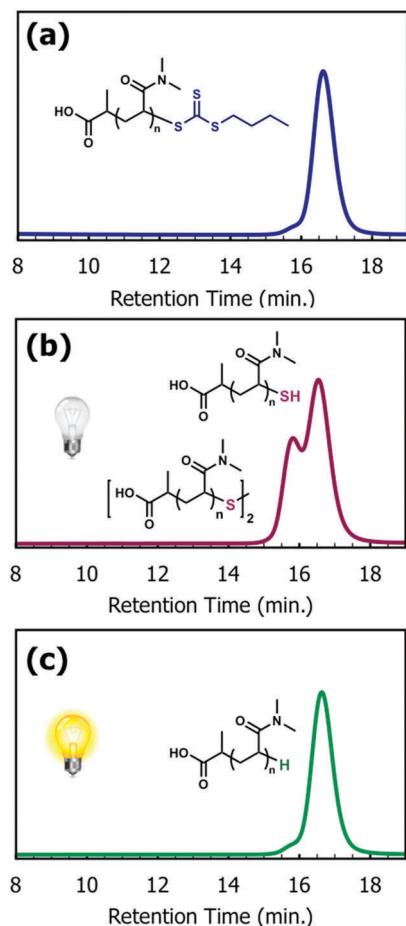 (a)
O
N
HO
O
n
S
S
S
8 10 12 14 16 18
Retention Time (min.)
(b)
O
N
HO
O
n
SH
O
N
HO
O
n
S
2
8 10 12 14 16 18
Retention Time (min.)
(c)
O
N
HO
O
n
H
8 10 12 14 16 18
Retention Time (min.)